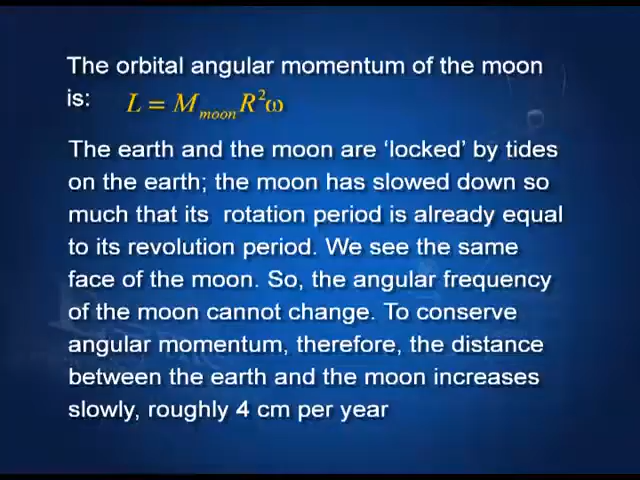 The orbital angular momentum of the moon
is: L = M_moon R²ω
The earth and the moon are ‘locked’ by tides
on the earth; the moon has slowed down so
much that its rotation period is already equal
to its revolution period. We see the same
face of the moon. So, the angular frequency
of the moon cannot change. To conserve
angular momentum, therefore, the distance
between the earth and the moon increases
slowly, roughly 4 cm per year